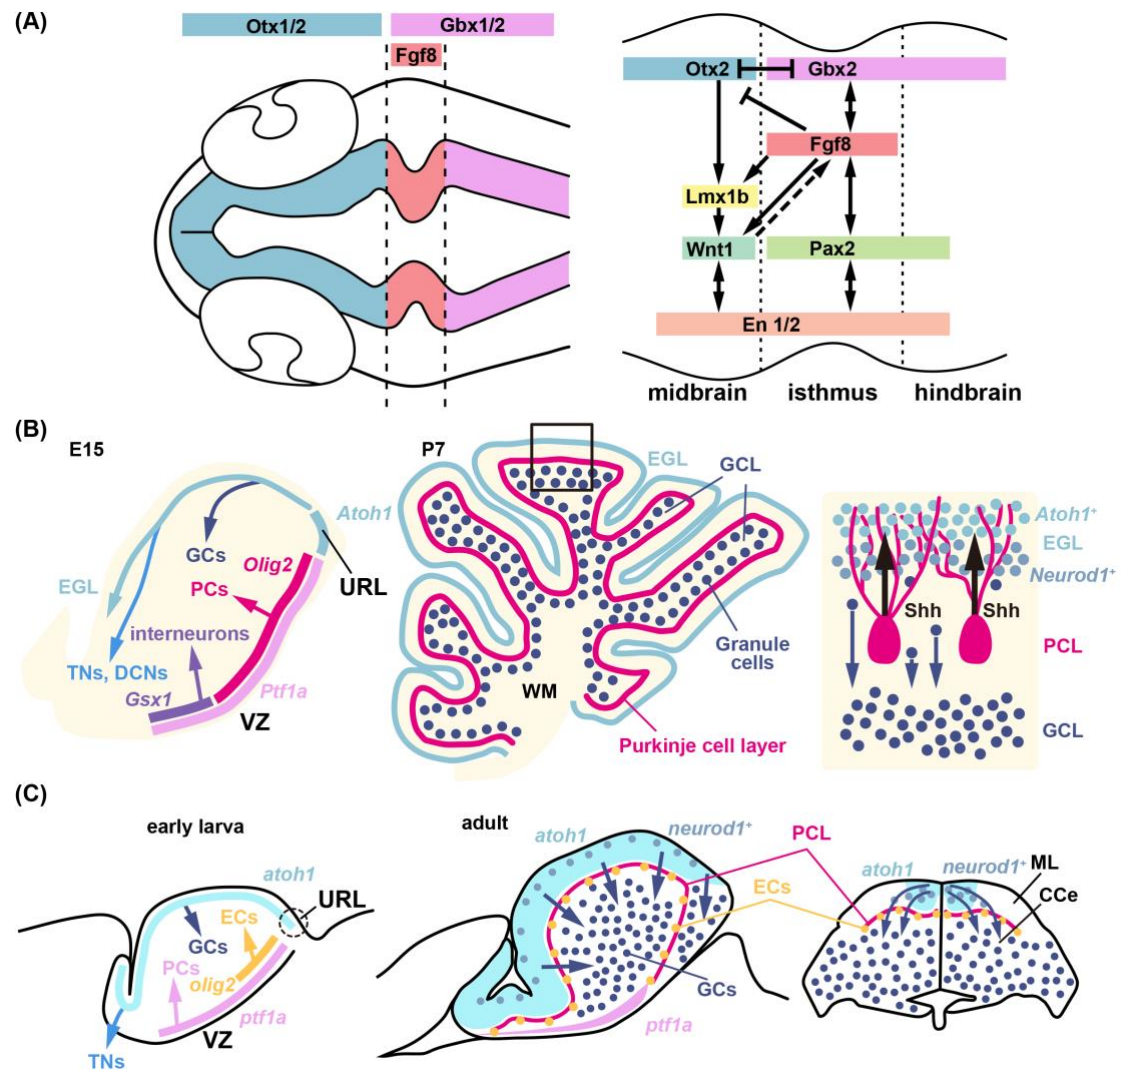 (A)
Otx1/2
Gbx1/2
Fgf8
Otx2
Gbx2
Fgf8
Lmx1b
Wnt1
Pax2
En 1/2
midbrain
isthmus
hindbrain
(B)
E15
GCs
Olig2
PCs
EGL
interneurons
TNs, DCNs
Gsx1
Ptf1a
VZ
Atoh1
URL
P7
EGL
GCL
Granule
cells
WM
Purkinje cell layer
Atoh1+
EGL
Neurod1+
Shh
Shh
PCL
GCL
(C)
early larva
atoh1
URL
ECs
GCs
PCs
olig2
ptf1a
VZ
TNs
adult
atoh1
neurod1+
PCL
ECs
GCs
ptf1a
atoh1
neurod1+
ML
CCe